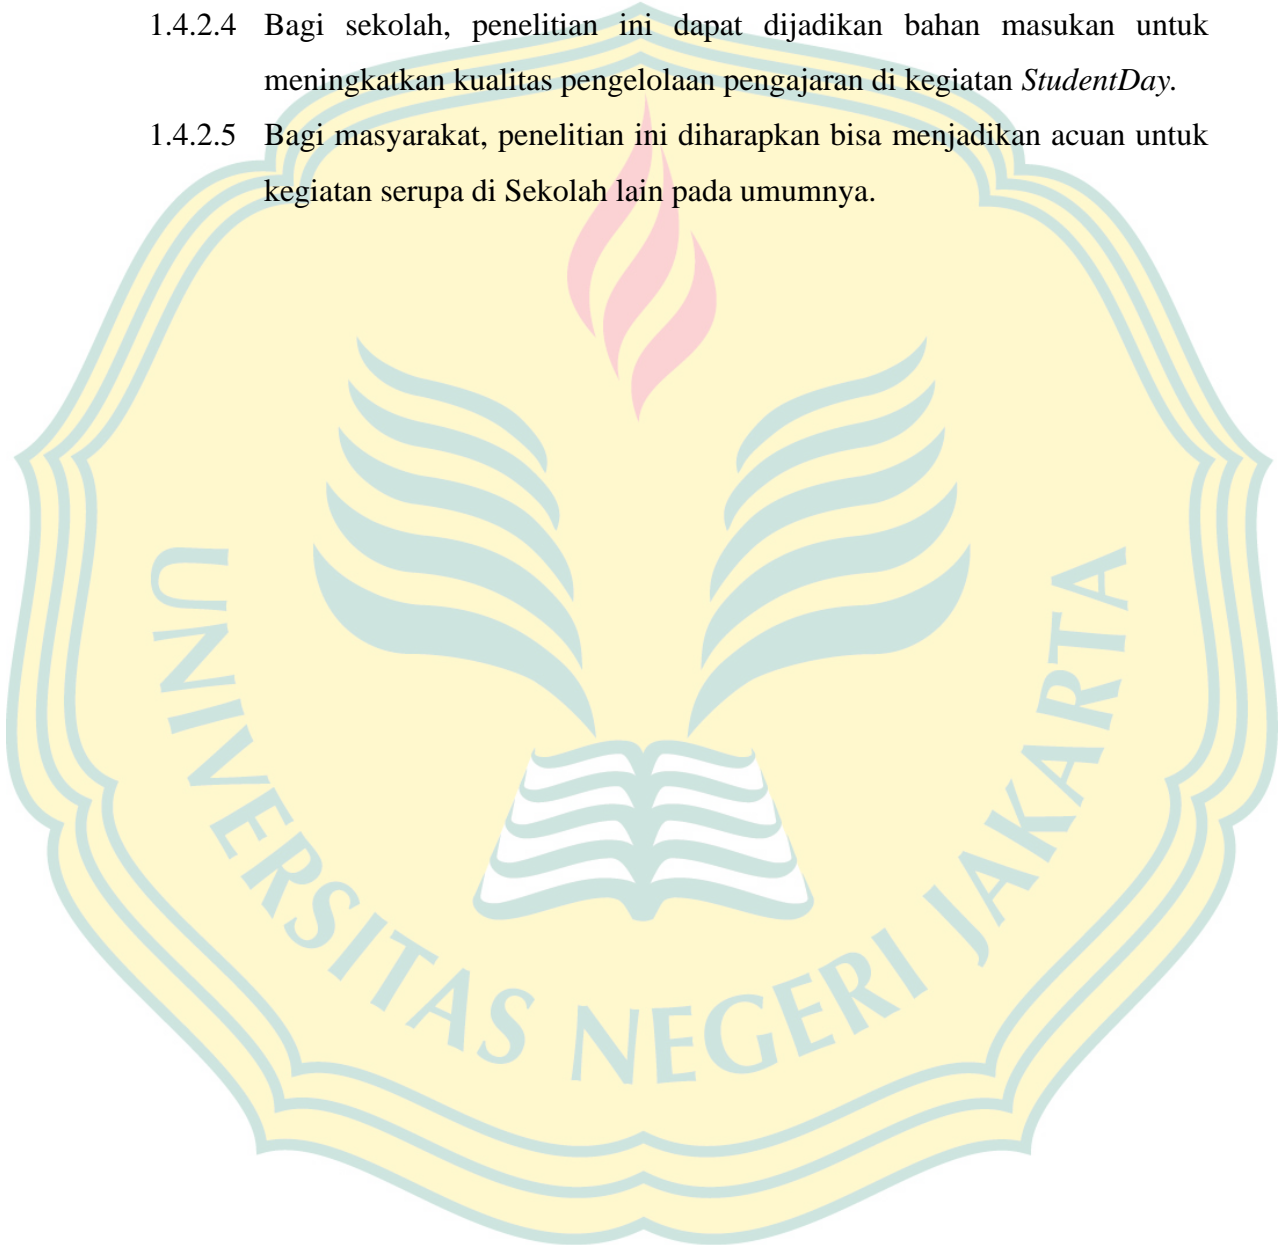 1.4.2.4 Bagi sekolah, penelitian ini dapat dijadikan bahan masukan untuk
meningkatkan kualitas pengelolaan pengajaran di kegiatan StudentDay.
1.4.2.5 Bagi masyarakat, penelitian ini diharapkan bisa menjadikan acuan untuk
kegiatan serupa di Sekolah lain pada umumnya.
UNIVERSITAS NEGERI JAKARTA